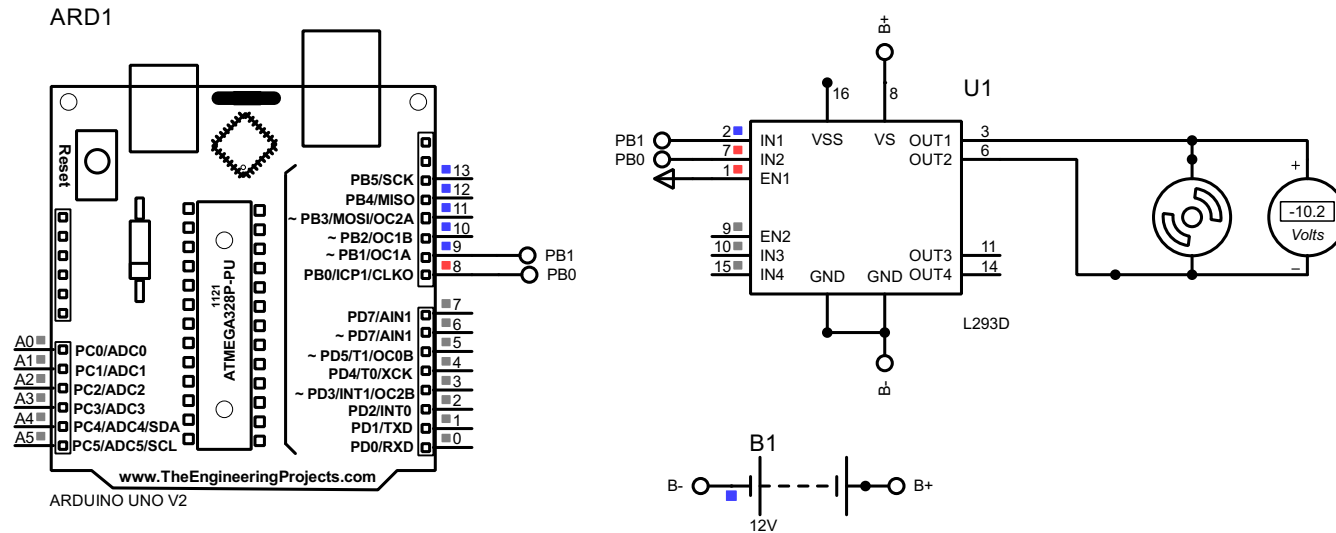 ARD1
Reset
1121
ATMEGA328P-PU
PB5/SCK
13
PB4/MISO
12
~ PB3/MOSI/OC2A
11
~ PB2/OC1B
10
~ PB1/OC1A
9
PB1
PB0/ICP1/CLKO
8
PB0
PD7/AIN1
7
~ PD7/AIN1
6
~ PD5/T1/OC0B
5
PD4/T0/XCK
4
~ PD3/INT1/OC2B
3
PD2/INT0
2
PD1/TXD
1
PD0/RXD
0
A0
PC0/ADC0
A1
PC1/ADC1
A2
PC2/ADC2
A3
PC3/ADC3
A4
PC4/ADC4/SDA
A5
PC5/ADC5/SCL
www.TheEngineeringProjects.com
ARDUINO UNO V2
B+
16
8
U1
PB1
2
IN1
VSS
VS
OUT1
3
PB0
7
IN2
OUT2
6
1
EN1
9
EN2
10
IN3
OUT3
11
15
IN4
GND
GND
OUT4
14
L293D
B-
+
-10.2
Volts
−
B1
B-
B+
12V